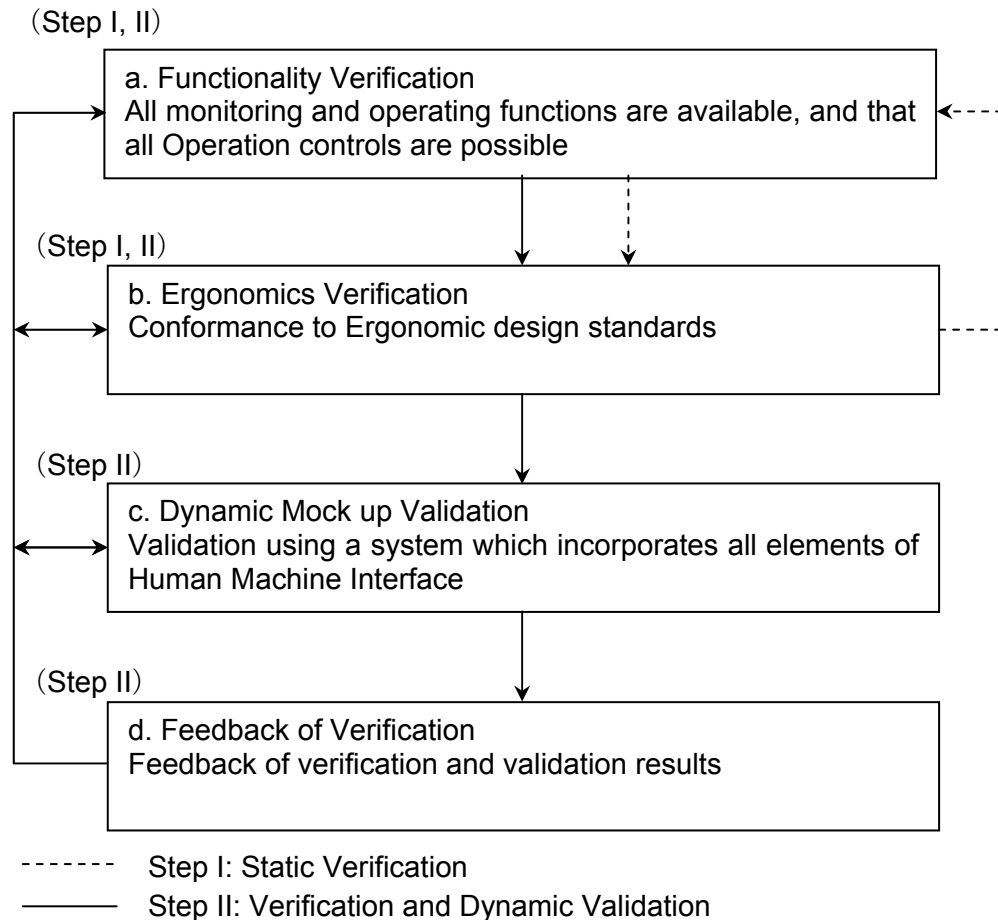 （Step I, II)
a. Functionality Verification
All monitoring and operating functions are available, and that
all Operation controls are possible
（Step I, II)
b. Ergonomics Verification
Conformance to Ergonomic design standards
（Step II)
c. Dynamic Mock up Validation
Validation using a system which incorporates all elements of
Human Machine Interface
（Step II)
d. Feedback of Verification
Feedback of verification and validation results
Step I: Static Verification
Step II: Verification and Dynamic Validation